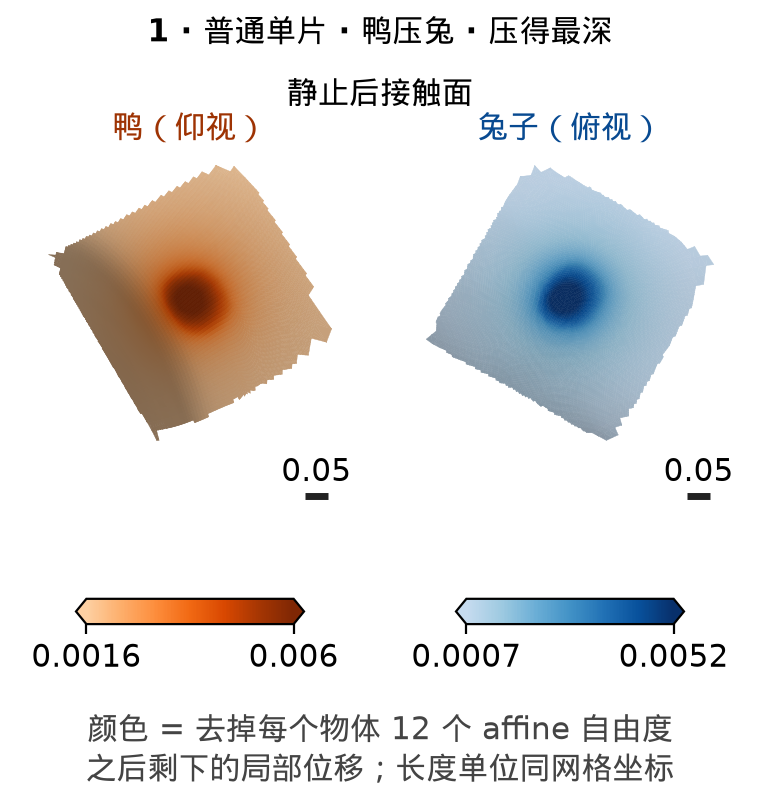 1 · 普通单片 · 鸭压兔 · 压得最深
静止后接触面
鸭（仰视） 兔子（俯视）
0.05 0.05
0.0016 0.006 0.0007 0.0052
颜色 = 去掉每个物体 12 个 affine 自由度
之后剩下的局部位移；长度单位同网格坐标